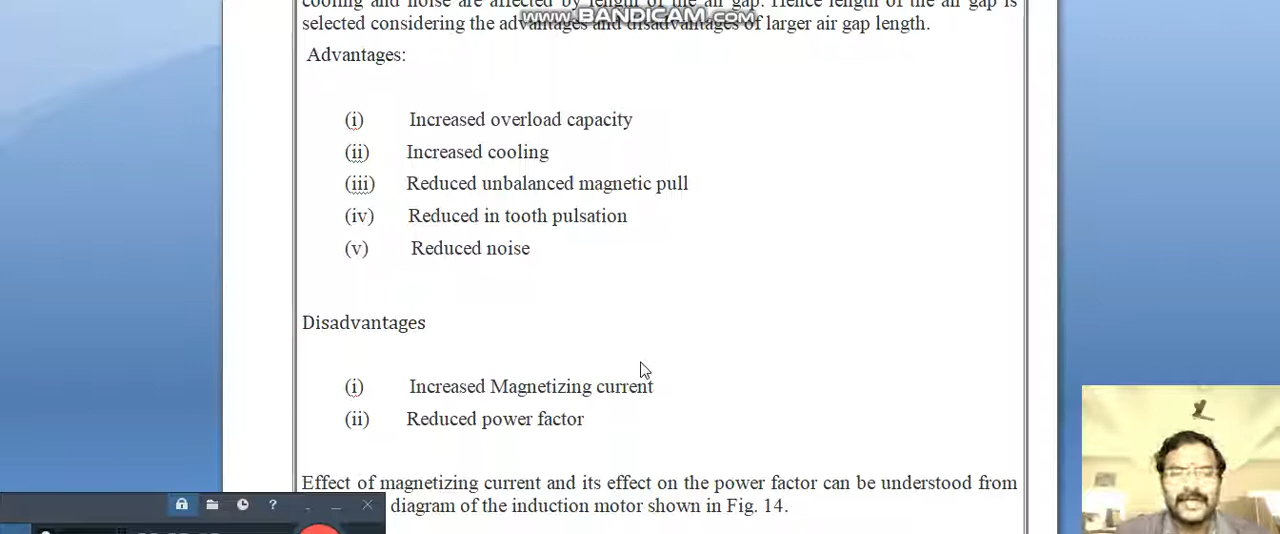 cooling and noise are affected by length of the air gap. Hence length of the air gap is
www.BANDICAM.com
selected considering the advantages and disadvantages of larger air gap length.
Advantages:
(i) Increased overload capacity
(ii) Increased cooling
(iii) Reduced unbalanced magnetic pull
(iv) Reduced in tooth pulsation
(v) Reduced noise
Disadvantages
(i) Increased Magnetizing current
(ii) Reduced power factor
Effect of magnetizing current and its effect on the power factor can be understood from
diagram of the induction motor shown in Fig. 14.